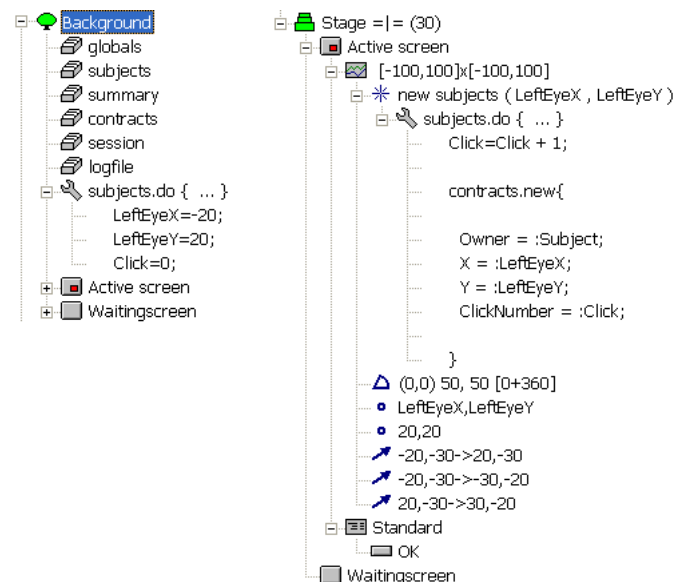 Background
globals
subjects
summary
contracts
session
logfile
subjects.do { ... }
LeftEyeX=-20;
LeftEyeY=20;
Click=0;
Active screen
Waitingscreen
Stage =|= (30)
Active screen
[-100,100]x[-100,100]
new subjects ( LeftEyeX , LeftEyeY )
subjects.do { ... }
Click=Click + 1;
contracts.new{
Owner = :Subject;
X = :LeftEyeX;
Y = :LeftEyeY;
ClickNumber = :Click;
}
(0,0) 50, 50 [0+360]
LeftEyeX,LeftEyeY
20,20
-20,-30->20,-30
-20,-30->-30,-20
20,-30->30,-20
Standard
OK
Waitingscreen